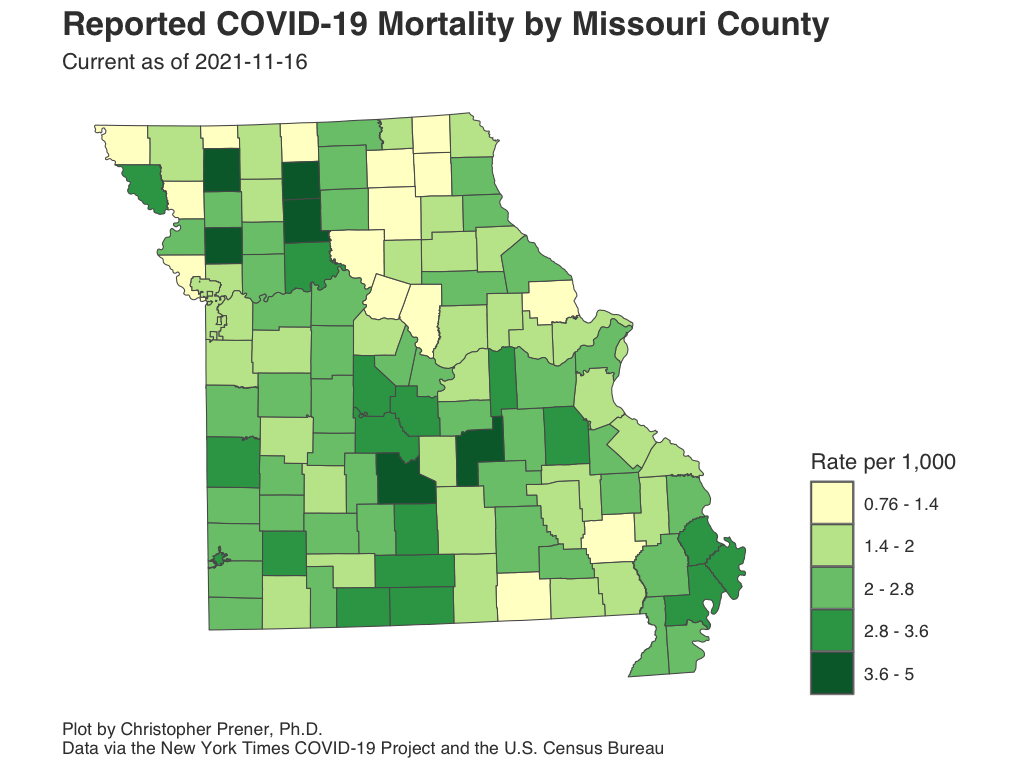 Reported COVID-19 Mortality by Missouri County
Current as of 2021-11-16
Rate per 1,000
0.76 - 1.4
1.4 - 2
2 - 2.8
2.8 - 3.6
3.6 - 5
Plot by Christopher Prener, Ph.D.
Data via the New York Times COVID-19 Project and the U.S. Census Bureau